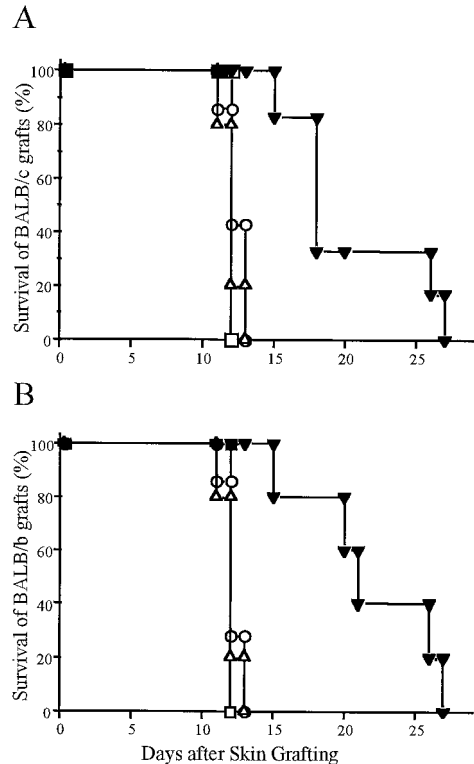 A
Survival of BALB/c grafts (%)
100
80
60
40
20
0
0 5 10 15 20 25
B
Survival of BALB/b grafts (%)
100
80
60
40
20
0
0 5 10 15 20 25
Days after Skin Grafting